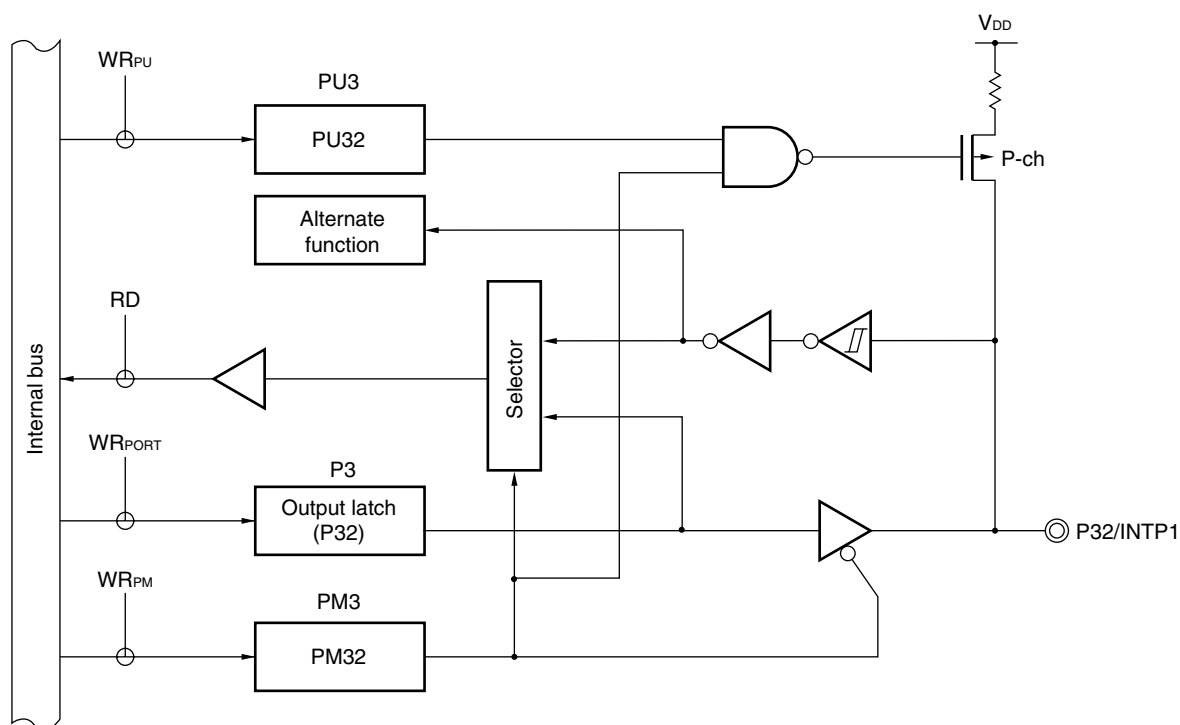 VDD
WRPU
PU3
PU32
P-ch
Alternate
function
RD
Selector
Internal bus
WRPORT
P3
Output latch
(P32)
P32/INTP1
WRPM
PM3
PM32